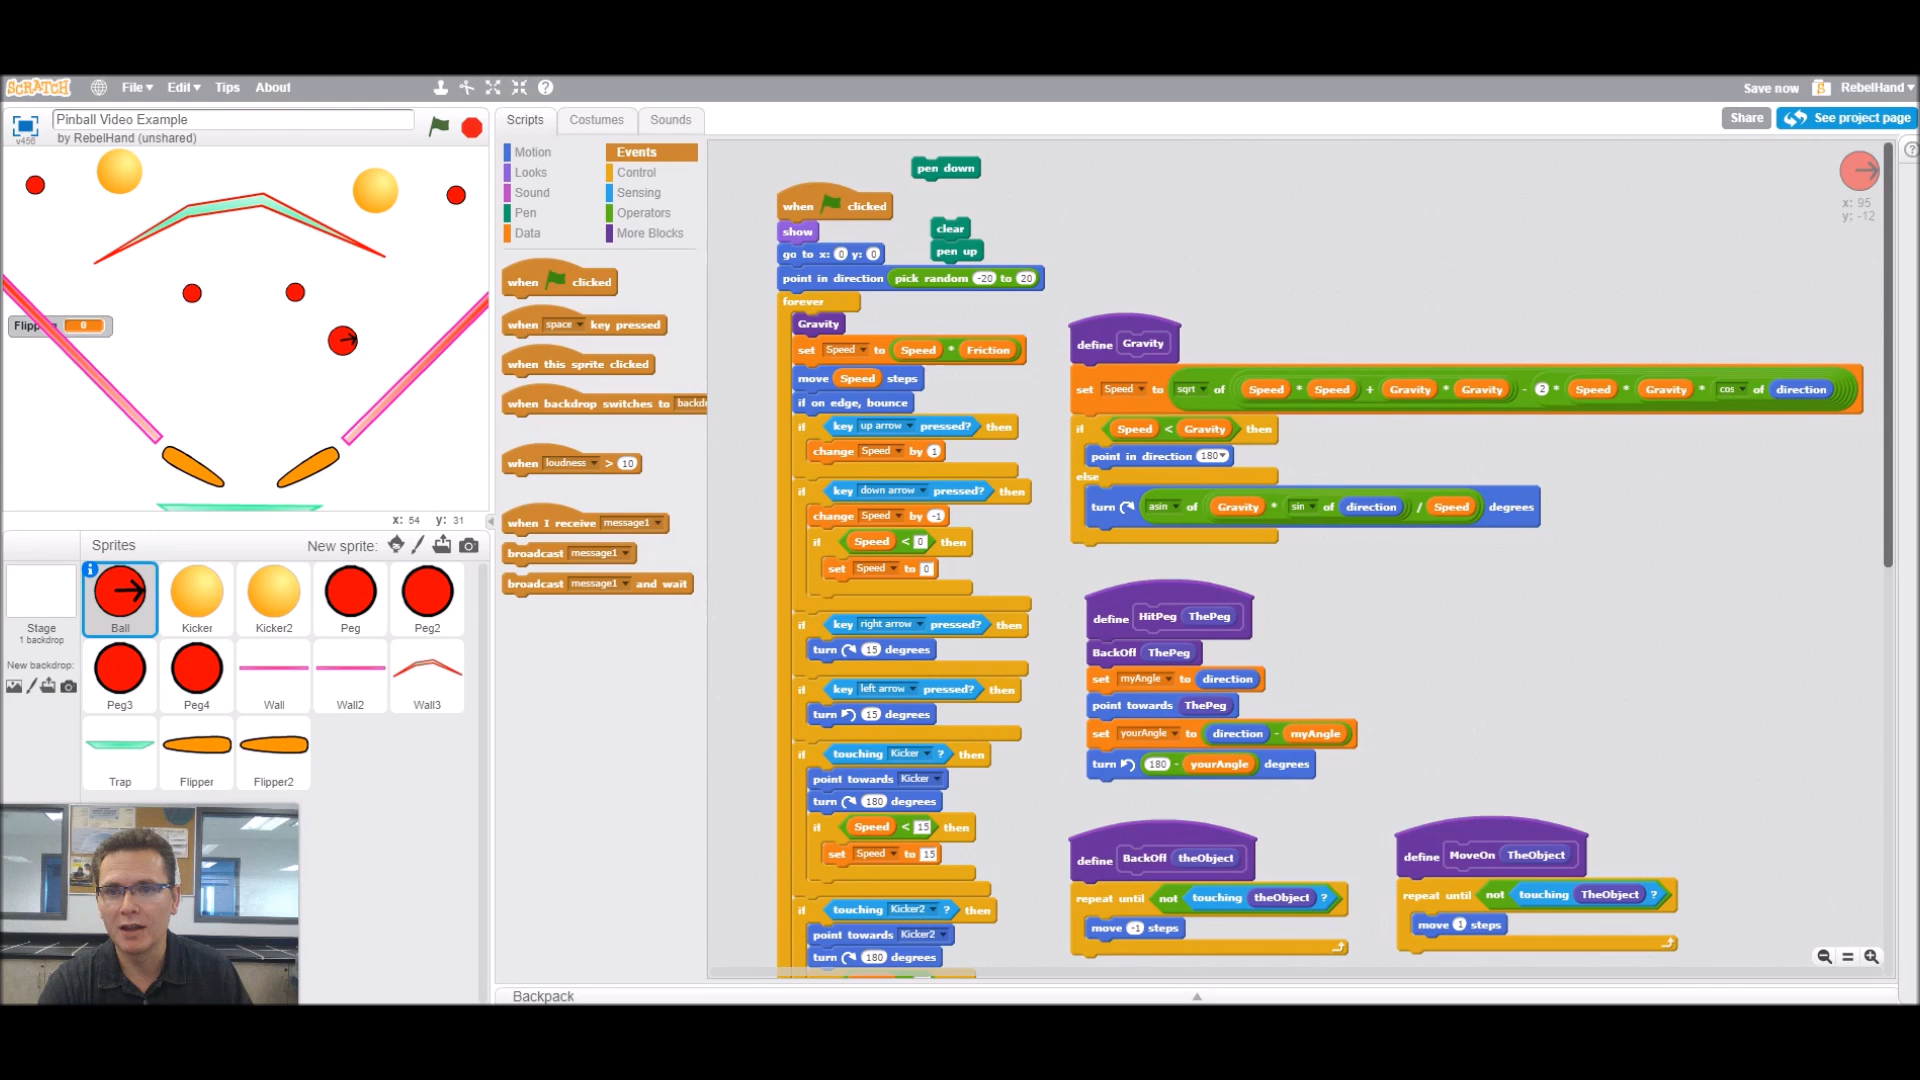 SCRATCH File Edit Tips About Save now S RebelHand
v456 Pinball Video Example
by RebelHand (unshared)
Scripts Costumes Sounds Share See project page
Motion Events
Looks Control
Sound Sensing
Pen Operators
Data More Blocks
when clicked
when space key pressed
when this sprite clicked
when backdrop switches to
when loudness > 10
when I receive message1
broadcast message1
broadcast message1 and wait
0
x: 54 y: 31
Sprites New sprite:
Stage
1 backdrop
New backdrop:
Ball Kicker Kicker2 Peg Peg2
Peg3 Peg4 Wall Wall2 Wall3
Trap Flipper Flipper2
pen down
clear
pen up
when clicked
show
go to x: 0 y: 0
point in direction pick random -20 to 20
forever
Gravity
set Speed to Speed * Friction
move Speed steps
if on edge, bounce
if key up arrow pressed? then
change Speed by 1
if key down arrow pressed? then
change Speed by -1
if Speed < 0 then
set Speed to 0
if key right arrow pressed? then
turn 15 degrees
if key left arrow pressed? then
turn 15 degrees
if touching Kicker ? then
point towards Kicker
turn 180 degrees
if Speed < 15 then
set Speed to 15
if touching Kicker2 ? then
point towards Kicker2
turn 180 degrees
define Gravity
set Speed to sqrt of Speed * Speed + Gravity * Gravity - 2 * Speed * Gravity * cos of direction
if Speed < Gravity then
point in direction 180
else
turn asin of Gravity * sin of direction / Speed degrees
define HitPeg ThePeg
BackOff ThePeg
set myAngle to direction
point towards ThePeg
set yourAngle to direction - myAngle
turn 180 - yourAngle degrees
define BackOff theObject
repeat until not touching theObject ?
move -1 steps
define MoveOn TheObject
repeat until not touching TheObject ?
move 1 steps
x: 95
y: -12
Backpack